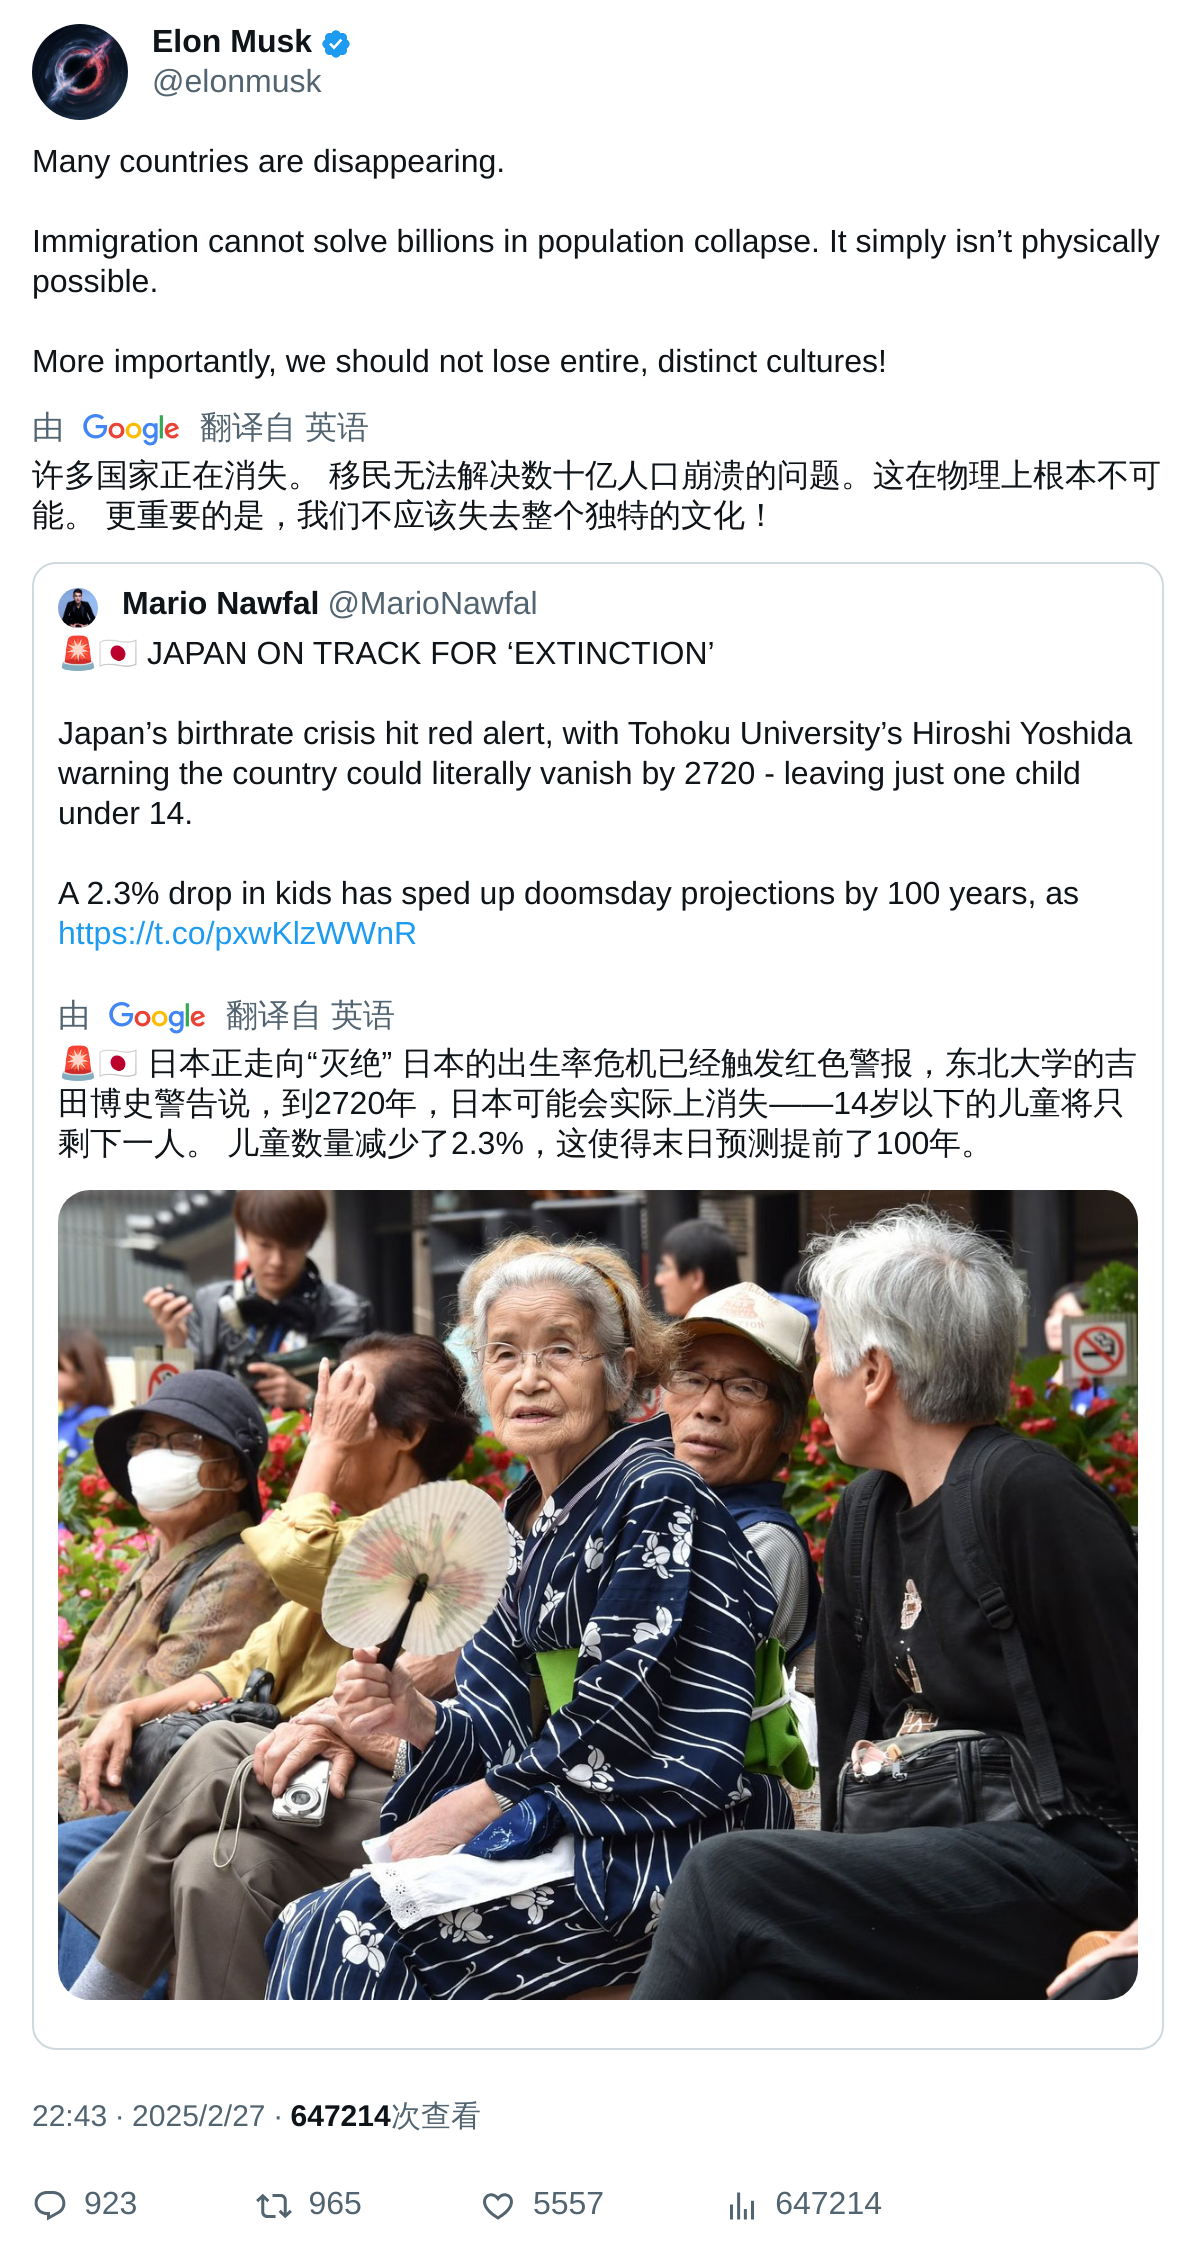 Elon Musk
@elonmusk
Many countries are disappearing.
Immigration cannot solve billions in population collapse. It simply isn’t physically
possible.
More importantly, we should not lose entire, distinct cultures!
由 Google 翻译自 英语
许多国家正在消失。 移民无法解决数十亿人口崩溃的问题。这在物理上根本不可
能。 更重要的是，我们不应该失去整个独特的文化！
Mario Nawfal @MarioNawfal
🚨🇯🇵 JAPAN ON TRACK FOR ‘EXTINCTION’
Japan’s birthrate crisis hit red alert, with Tohoku University’s Hiroshi Yoshida
warning the country could literally vanish by 2720 - leaving just one child
under 14.
A 2.3% drop in kids has sped up doomsday projections by 100 years, as
https://t.co/pxwKlzWWnR
由 Google 翻译自 英语
🚨🇯🇵 日本正走向“灭绝” 日本的出生率危机已经触发红色警报，东北大学的吉
田博史警告说，到2720年，日本可能会实际上消失——14岁以下的儿童将只
剩下一人。 儿童数量减少了2.3%，这使得末日预测提前了100年。
22:43 · 2025/2/27 · 647214次查看
923 965 5557 647214